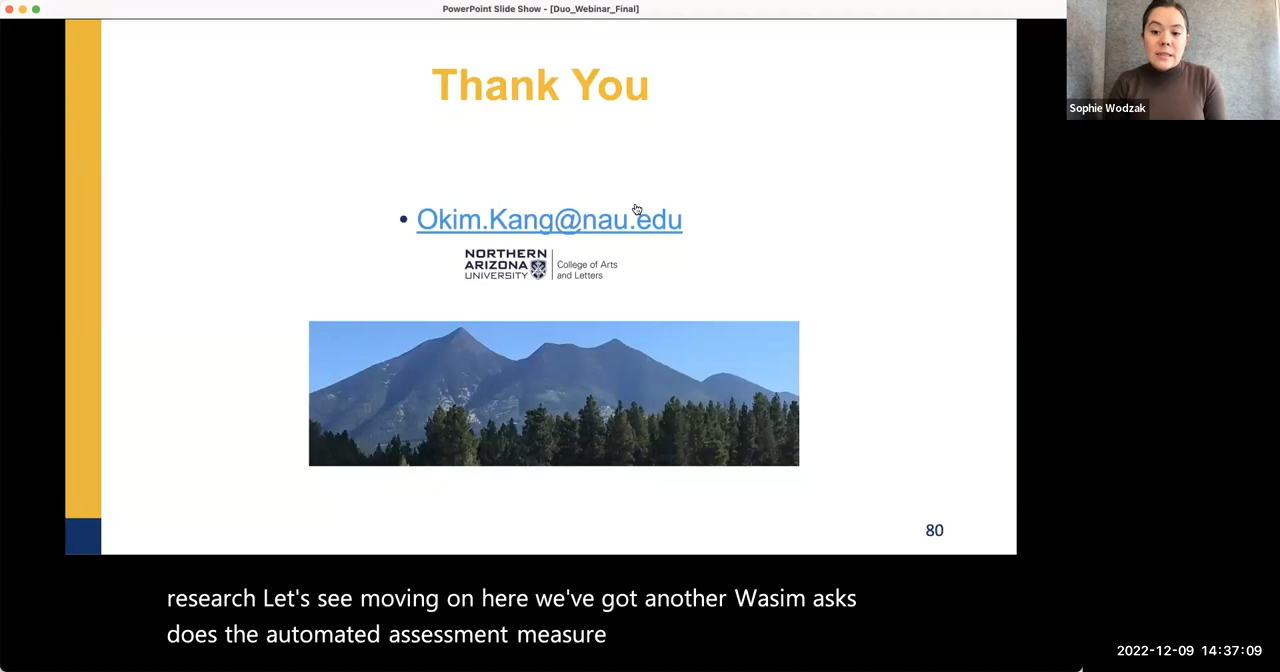 PowerPoint Slide Show - [Duo_Webinar_Final]
Sophie Wodzak
Thank You
• Okim.Kang@nau.edu
NORTHERN
ARIZONA
UNIVERSITY
College of Arts
and Letters
80
research Let's see moving on here we've got another Wasim asks
does the automated assessment measure
2022-12-09 14:37:09